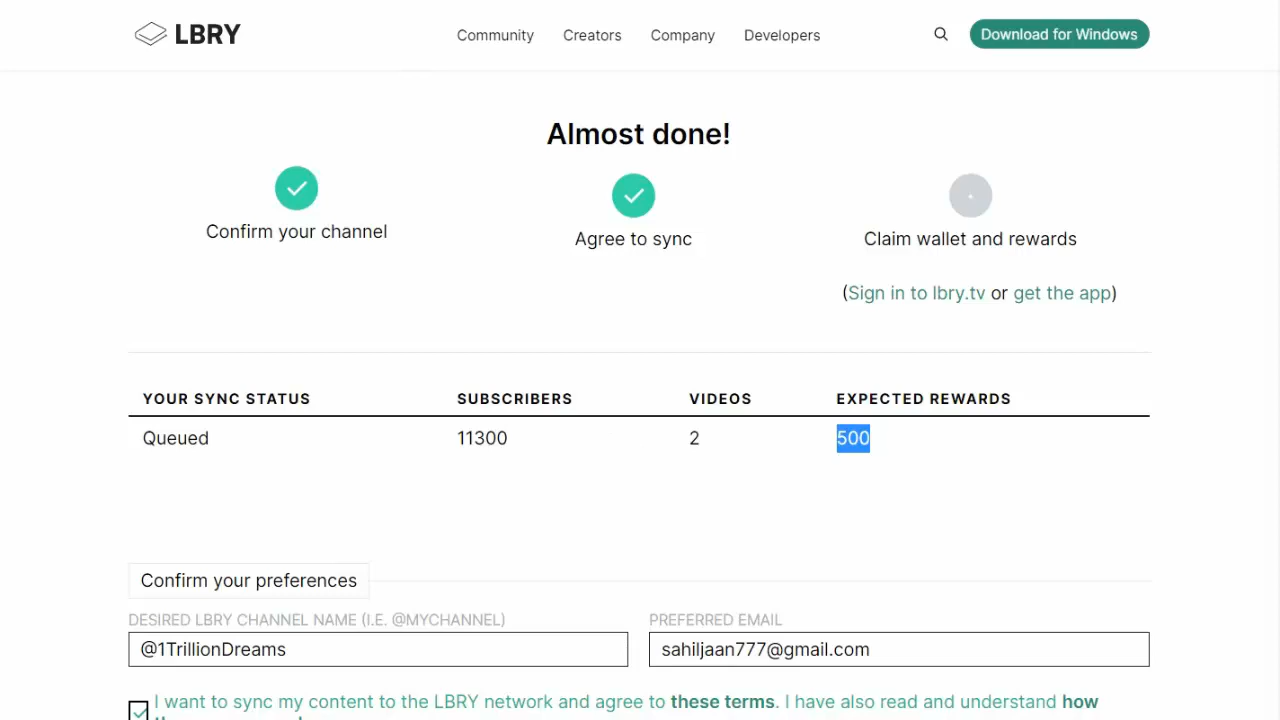 LBRY
Community Creators Company Developers Download for Windows
Almost done!
Confirm your channel
Agree to sync
Claim wallet and rewards
(Sign in to lbry.tv or get the app)
YOUR SYNC STATUS SUBSCRIBERS VIDEOS EXPECTED REWARDS
Queued 11300 2 500
Confirm your preferences
DESIRED LBRY CHANNEL NAME (I.E. @MYCHANNEL) PREFERRED EMAIL
@1TrillionDreams sahiljaan777@gmail.com
I want to sync my content to the LBRY network and agree to these terms. I have also read and understand how